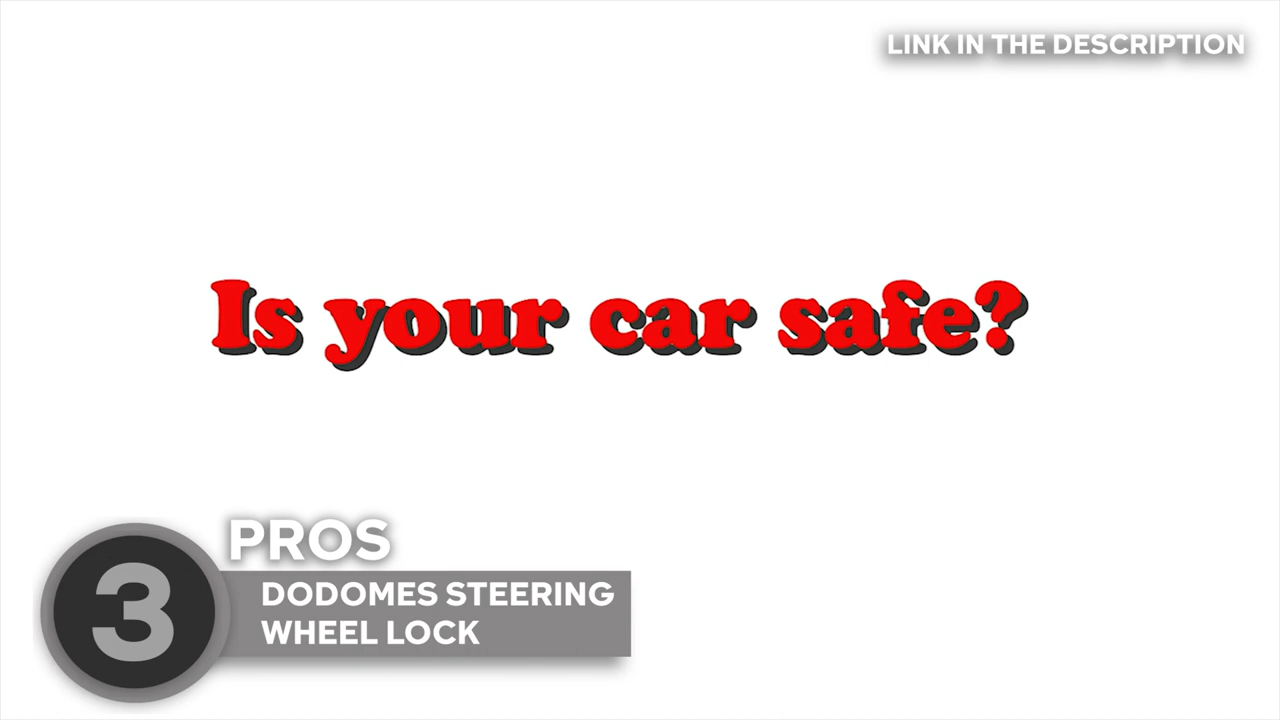 LINK IN THE DESCRIPTION
Is your car safe?
3
PROS
DODOMES STEERING
WHEEL LOCK